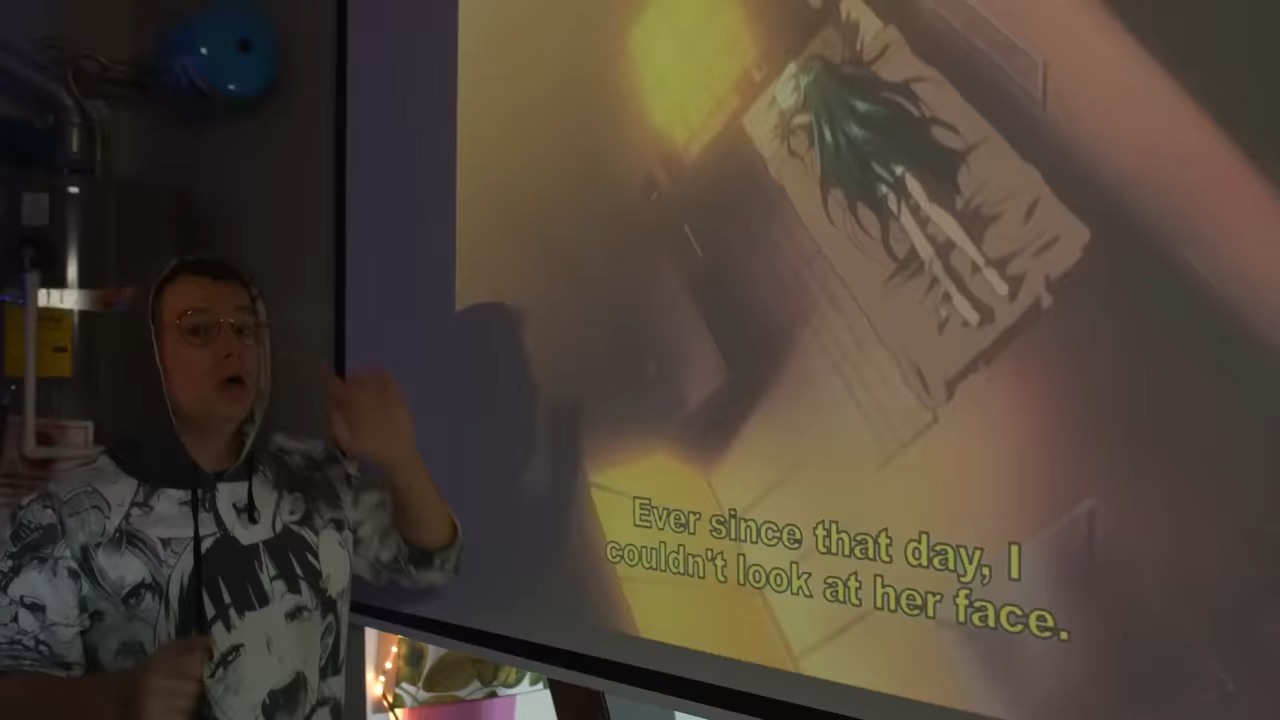 Ever since that day, I
couldn't look at her face.